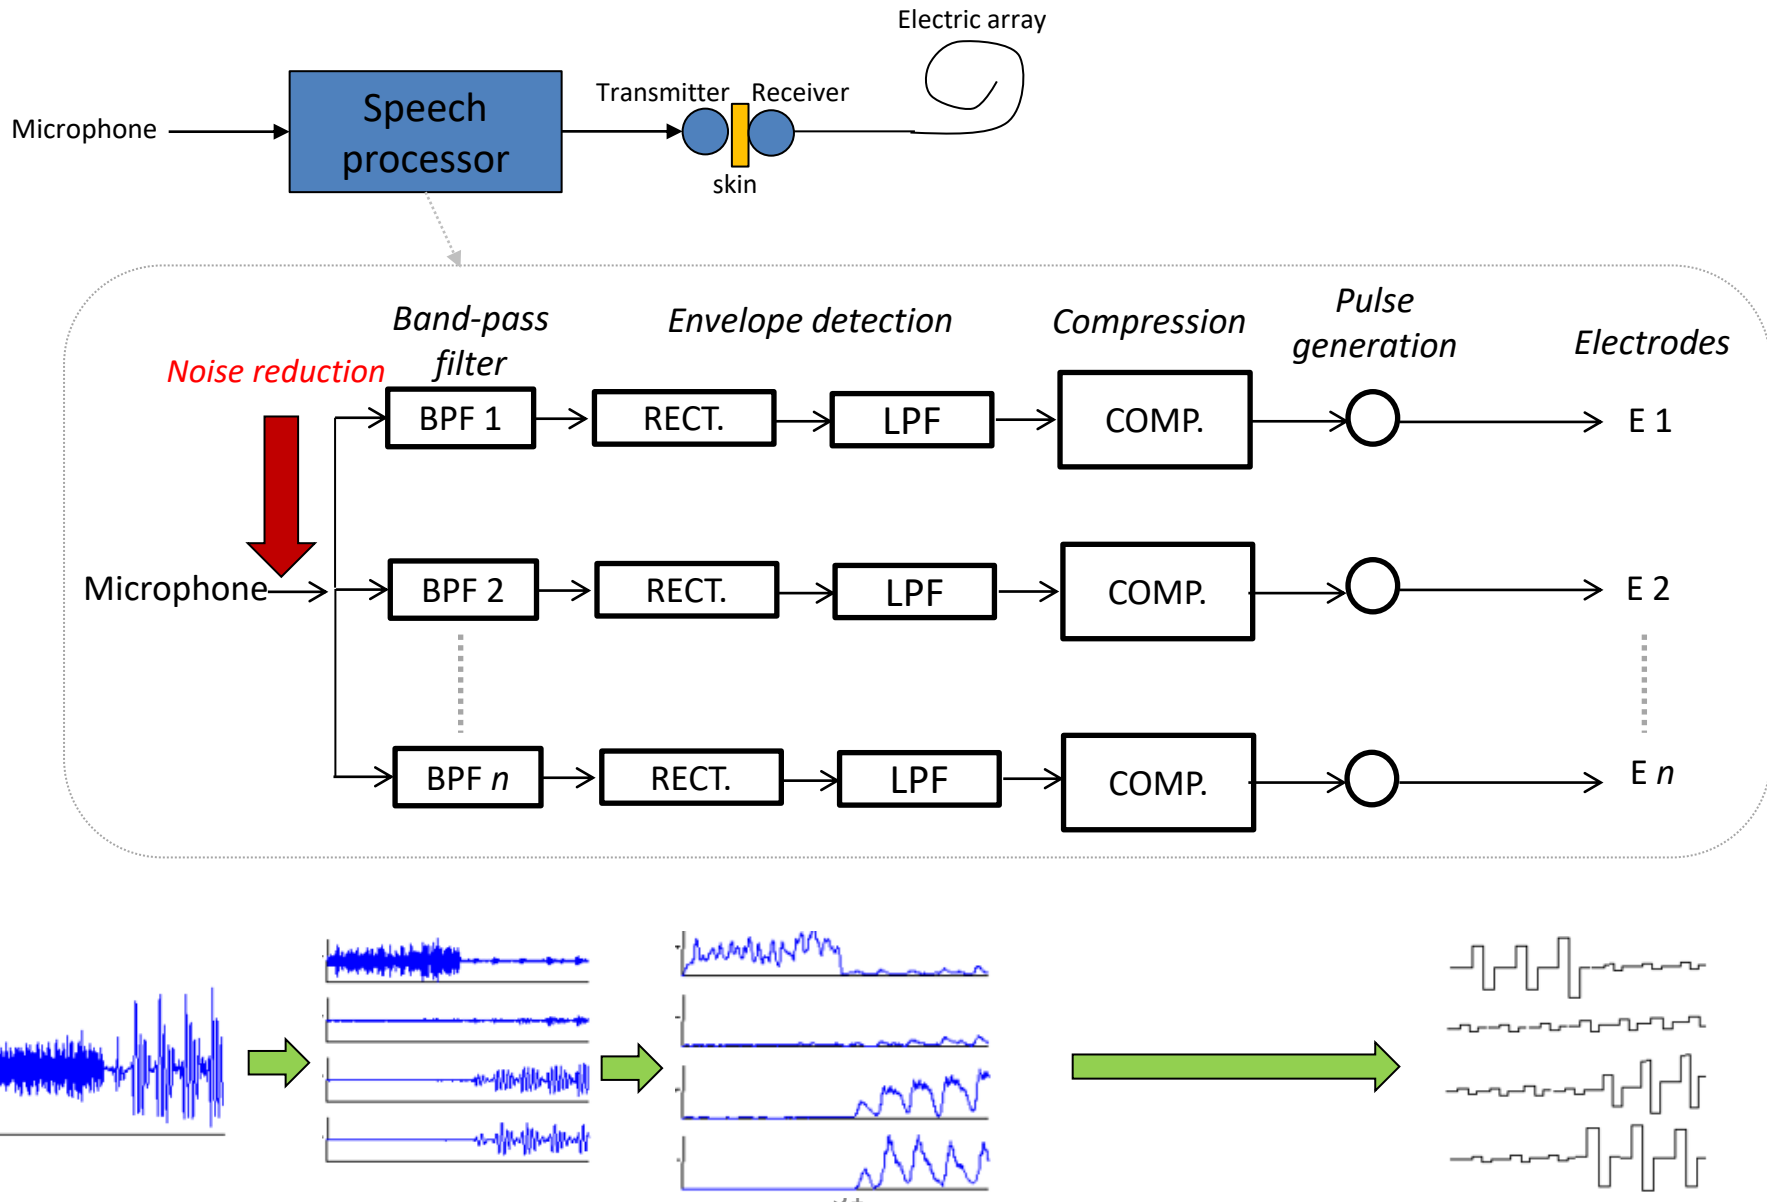 Electric array
Transmitter Receiver
Speech
processor
Microphone
skin
Band-pass
filter
Envelope detection
Compression
Pulse
generation
Electrodes
Noise reduction
BPF 1
RECT.
LPF
COMP.
E 1
Microphone
BPF 2
RECT.
LPF
COMP.
E 2
BPF n
RECT.
LPF
COMP.
E n